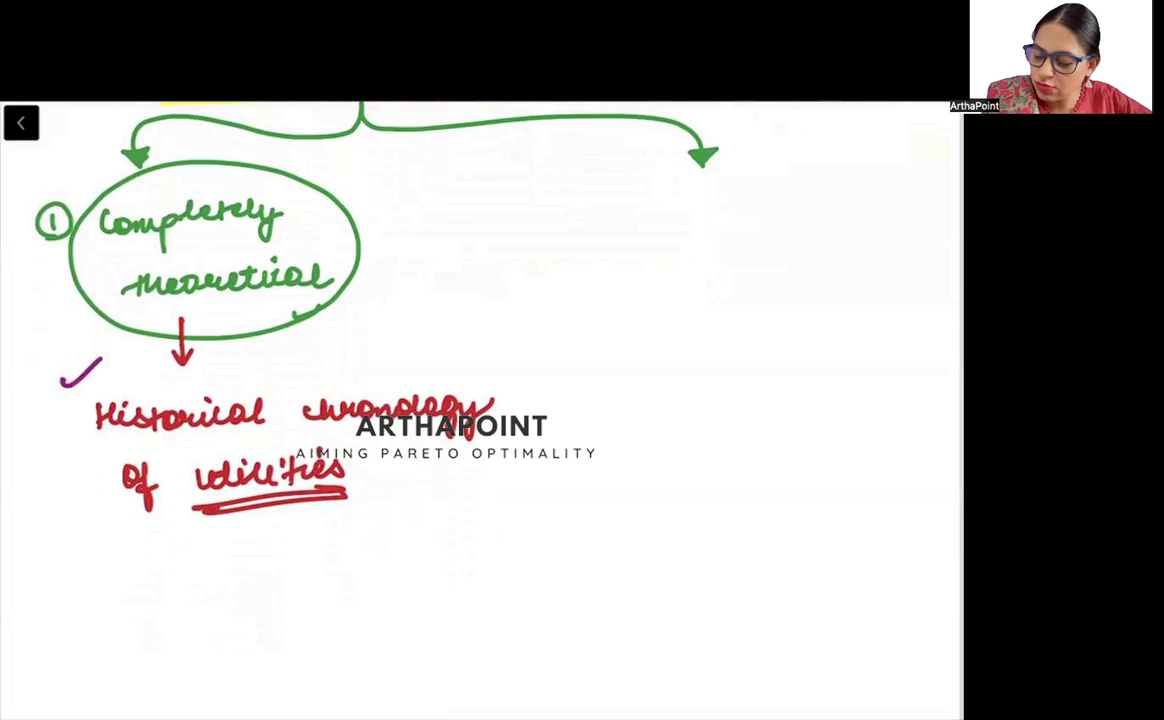 ArthaPoint
① Completely
theoretical
Historical chronology
of utilities
ARTHAPOINT
AIMING PARETO OPTIMALITY